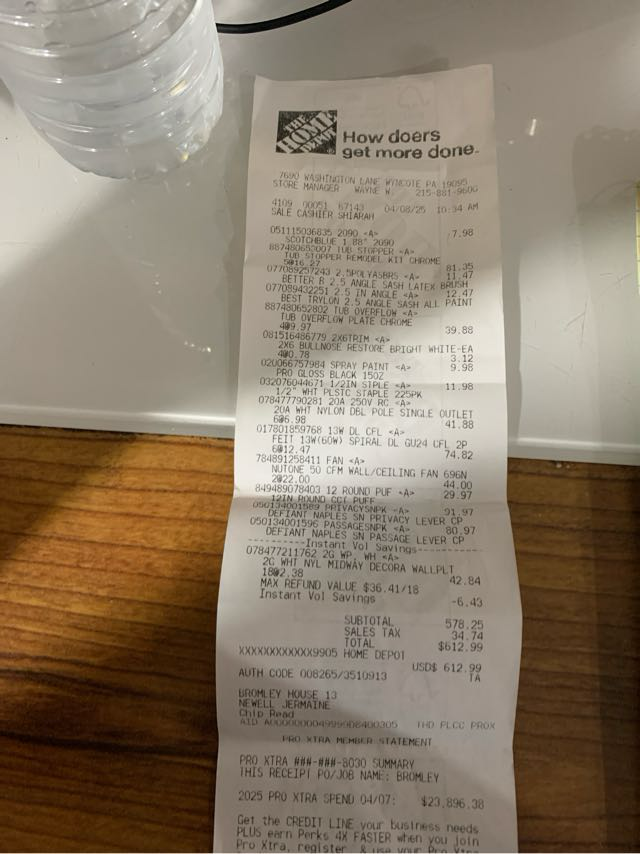 THE HOME DEPOT
How doers
get more done.
7690 WASHINGTON LANE WYNCOTE PA 19095
STORE MANAGER WAYNE W. 215-881-9600
4109 00051 67143 04/08/25 10:34 AM
SALE CASHIER SHIARAH
051115036835 2090 <A> 7.98
SCOTCHBLUE 1.88" 2090
887480652007 TUB STOPPER <A>
TUB STOPPER REMODEL KIT CHROME
5@16.27 81.35
077089257243 2.5POLYASBRS <A> 11.47
BETTER B 2.5 ANGLE SASH LATEX BRUSH
077089432251 2.5 IN ANGLE <A> 12.47
BEST TRYLON 2.5 ANGLE SASH ALL PAINT
887480652802 TUB OVERFLOW <A>
TUB OVERFLOW PLATE CHROME
4@9.97 39.88
081516486779 2X6TRIM <A>
2X6 BULLNOSE RESTORE BRIGHT WHITE-EA
4@0.78 3.12
020066757984 SPRAY PAINT <A> 9.98
PRO GLOSS BLACK 15OZ
032076044671 1/2IN STPLE <A> 11.98
1/2" WHT PLSTC STAPLE 225PK
078477790281 20A 250V RC <A>
20A WHT NYLON DBL POLE SINGLE OUTLET
6@6.98 41.88
017801859768 13W DL CFL <A>
FEIT 13W(60W) SPIRAL DL GU24 CFL 2P
6@12.47 74.82
784891258411 FAN <A>
NUTONE 50 CFM WALL/CEILING FAN 696N
2@22.00 44.00
849489078403 12 ROUND PUF <A> 29.97
12IN ROUND CCT PUFF
050134001589 PRIVACYSNPK <A> 91.97
DEFIANT NAPLES SN PRIVACY LEVER CP
050134001596 PASSAGESNPK <A> 80.97
DEFIANT NAPLES SN PASSAGE LEVER CP
----------Instant Vol Savings----------
078477211762 2G WP, WH <A>
2G WHT NYL MIDWAY DECORA WALLPLT
18@2.38 42.84
MAX REFUND VALUE $36.41/18
Instant Vol Savings -6.43
SUBTOTAL 578.25
SALES TAX 34.74
TOTAL $612.99
XXXXXXXXXXXX9905 HOME DEPOT
USD$ 612.99
AUTH CODE 008265/3510913 TA
BROMLEY HOUSE 13
NEWELL JERMAINE
Chip Read
AID A0000000049999D8400305 THD PLCC PROX
PRO XTRA MEMBER STATEMENT
PRO XTRA ###-###-8030 SUMMARY
THIS RECEIPT PO/JOB NAME: BROMLEY
2025 PRO XTRA SPEND 04/07: $23,896.38
Get the CREDIT LINE your business needs
PLUS earn Perks 4X FASTER when you join
Pro Xtra, register, & use your Pro Xtra